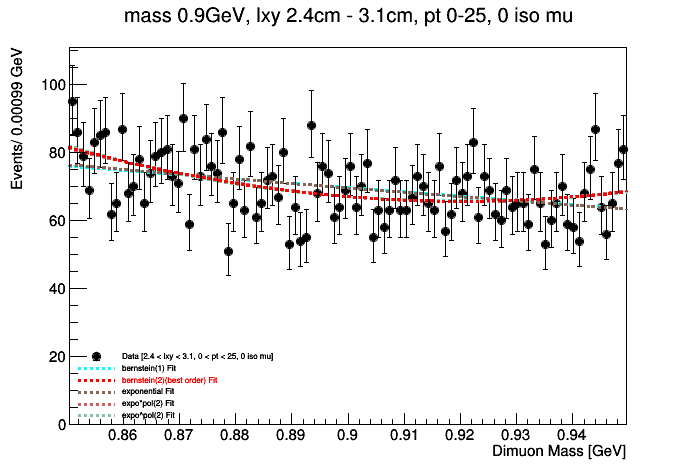 mass 0.9GeV, lxy 2.4cm - 3.1cm, pt 0-25, 0 iso mu
Events/ 0.00099 GeV
100
80
60
40
20
0
Data [2.4 < lxy < 3.1, 0 < pt < 25, 0 iso mu]
bernstein(1) Fit
bernstein(2)(best order) Fit
exponential Fit
expo*pol(2) Fit
expo^pol(2) Fit
0.86 0.87 0.88 0.89 0.9 0.91 0.92 0.93 0.94
Dimuon Mass [GeV]